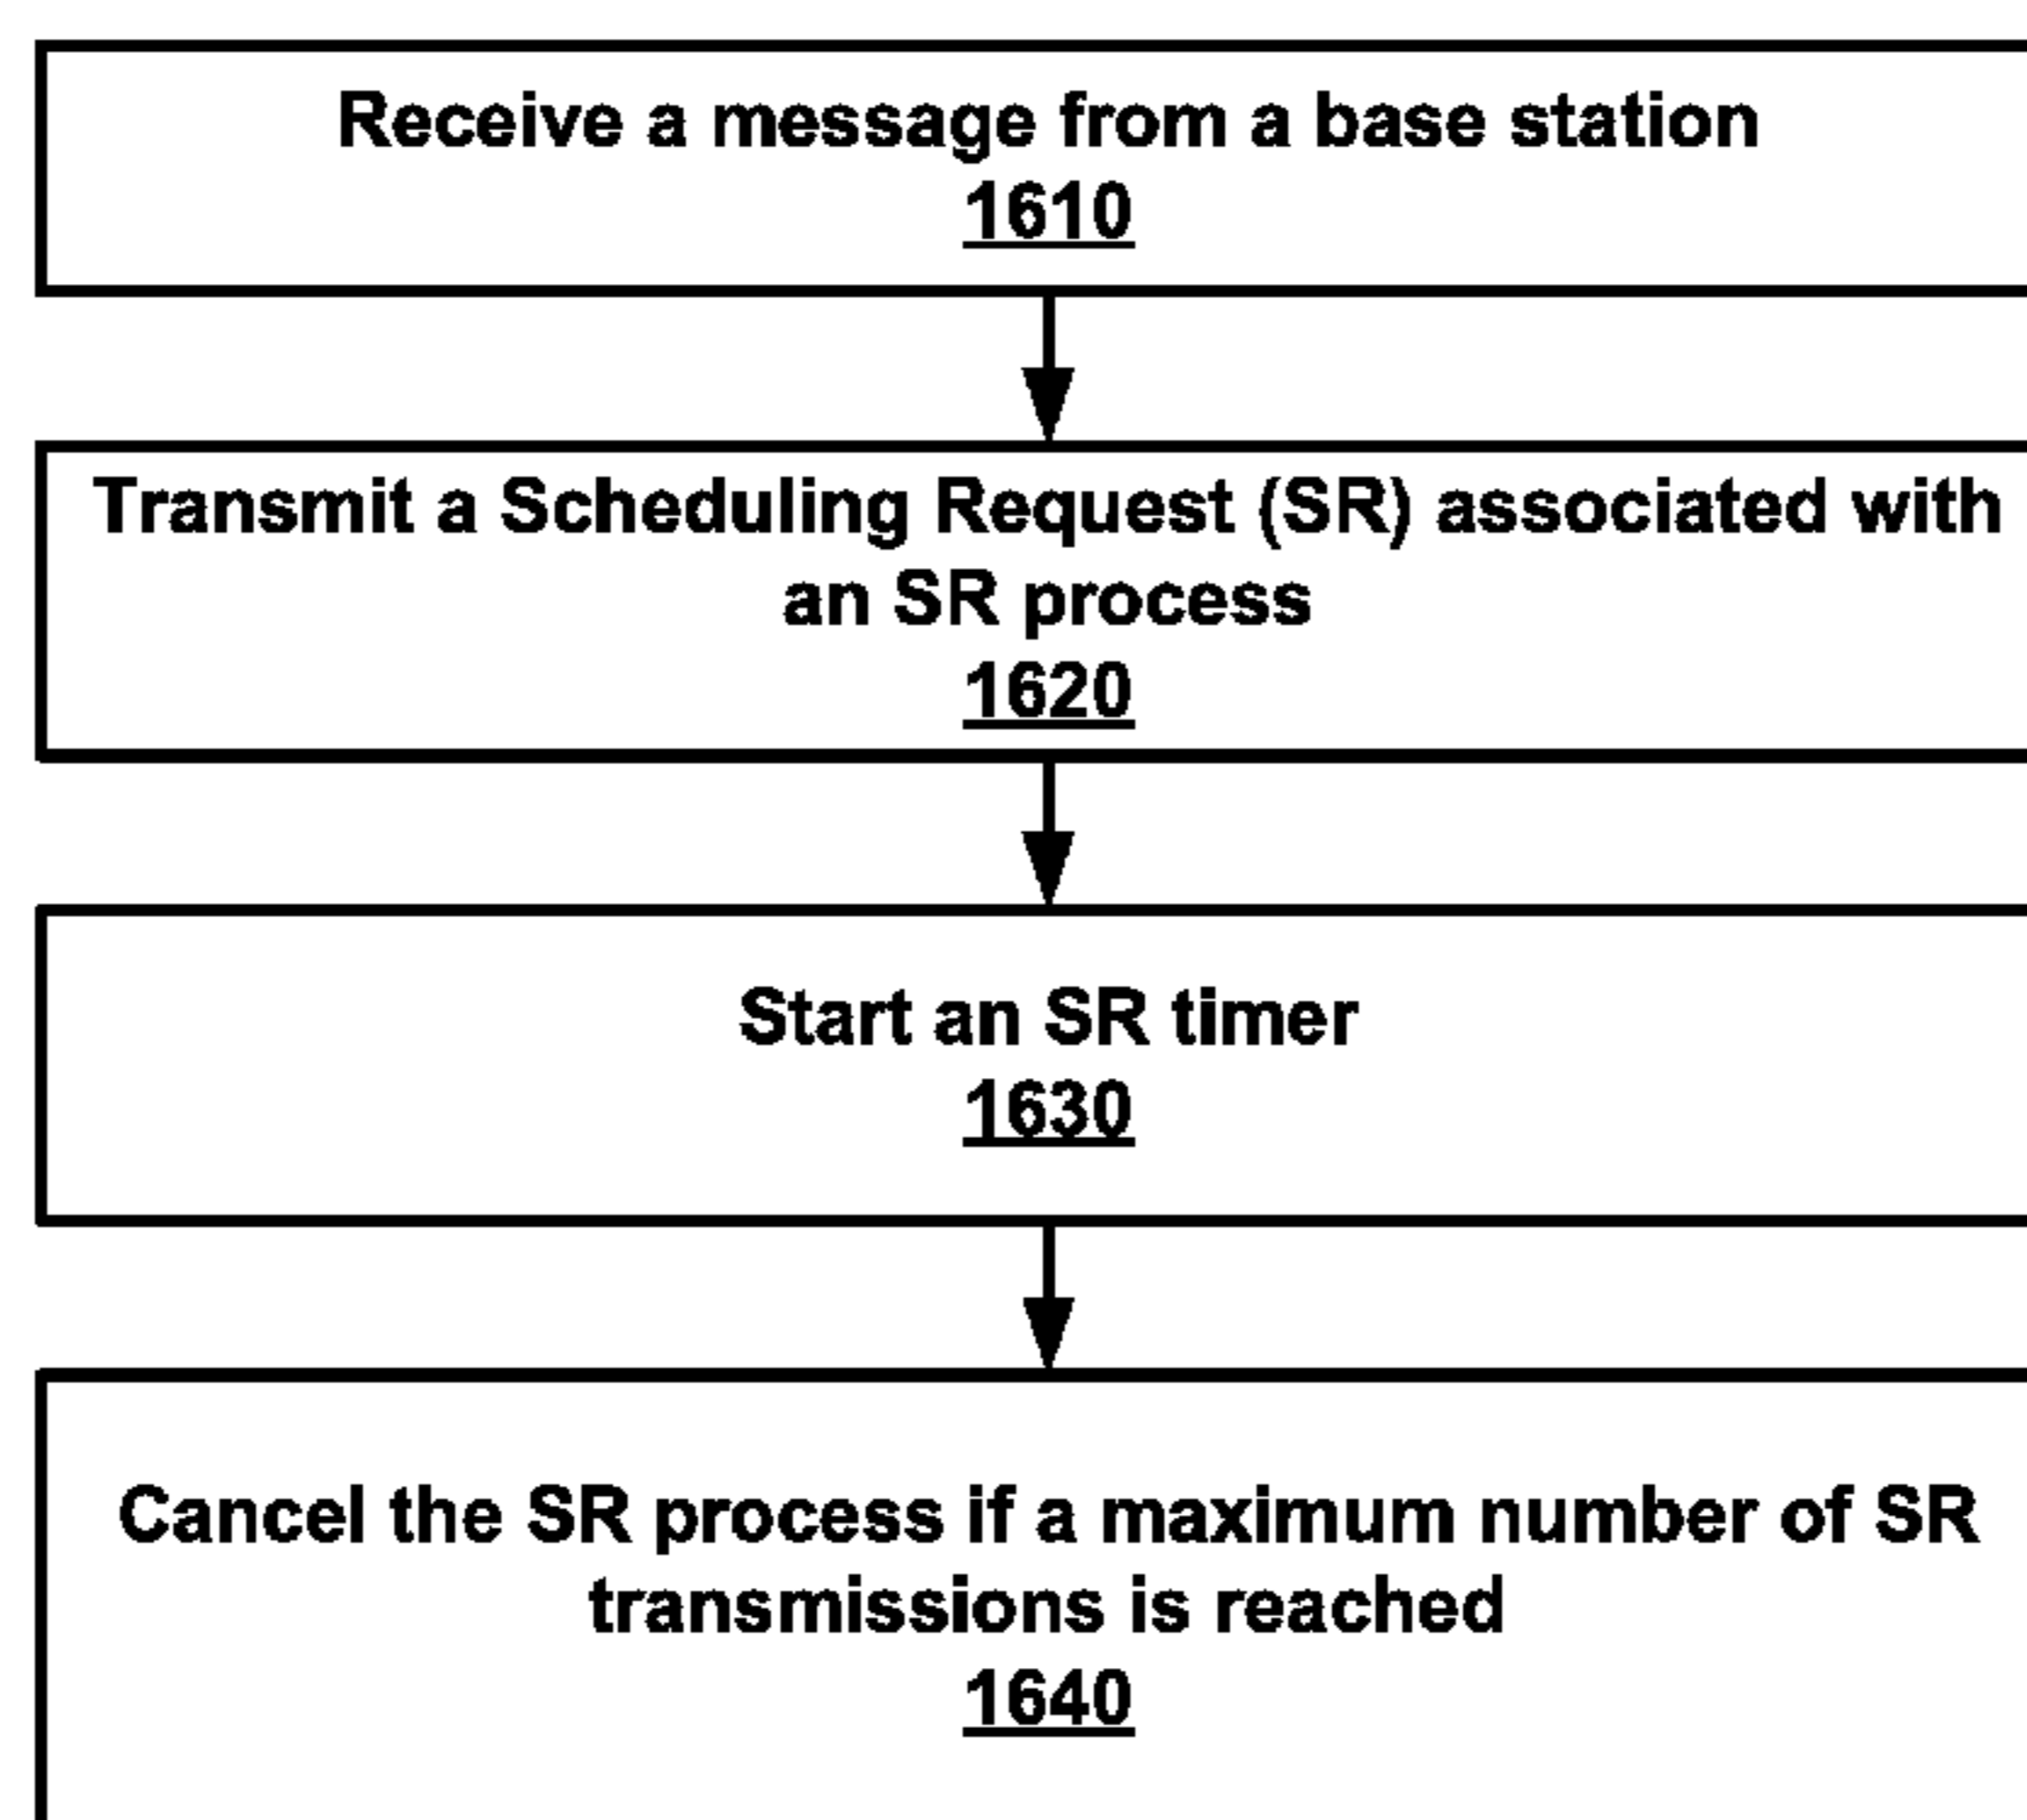 Receive a message from a base station
1610
Transmit a Scheduling Request (SR) associated with
an SR process
1620
Start an SR timer
1630
Cancel the SR process if a maximum number of SR
transmissions is reached
1640